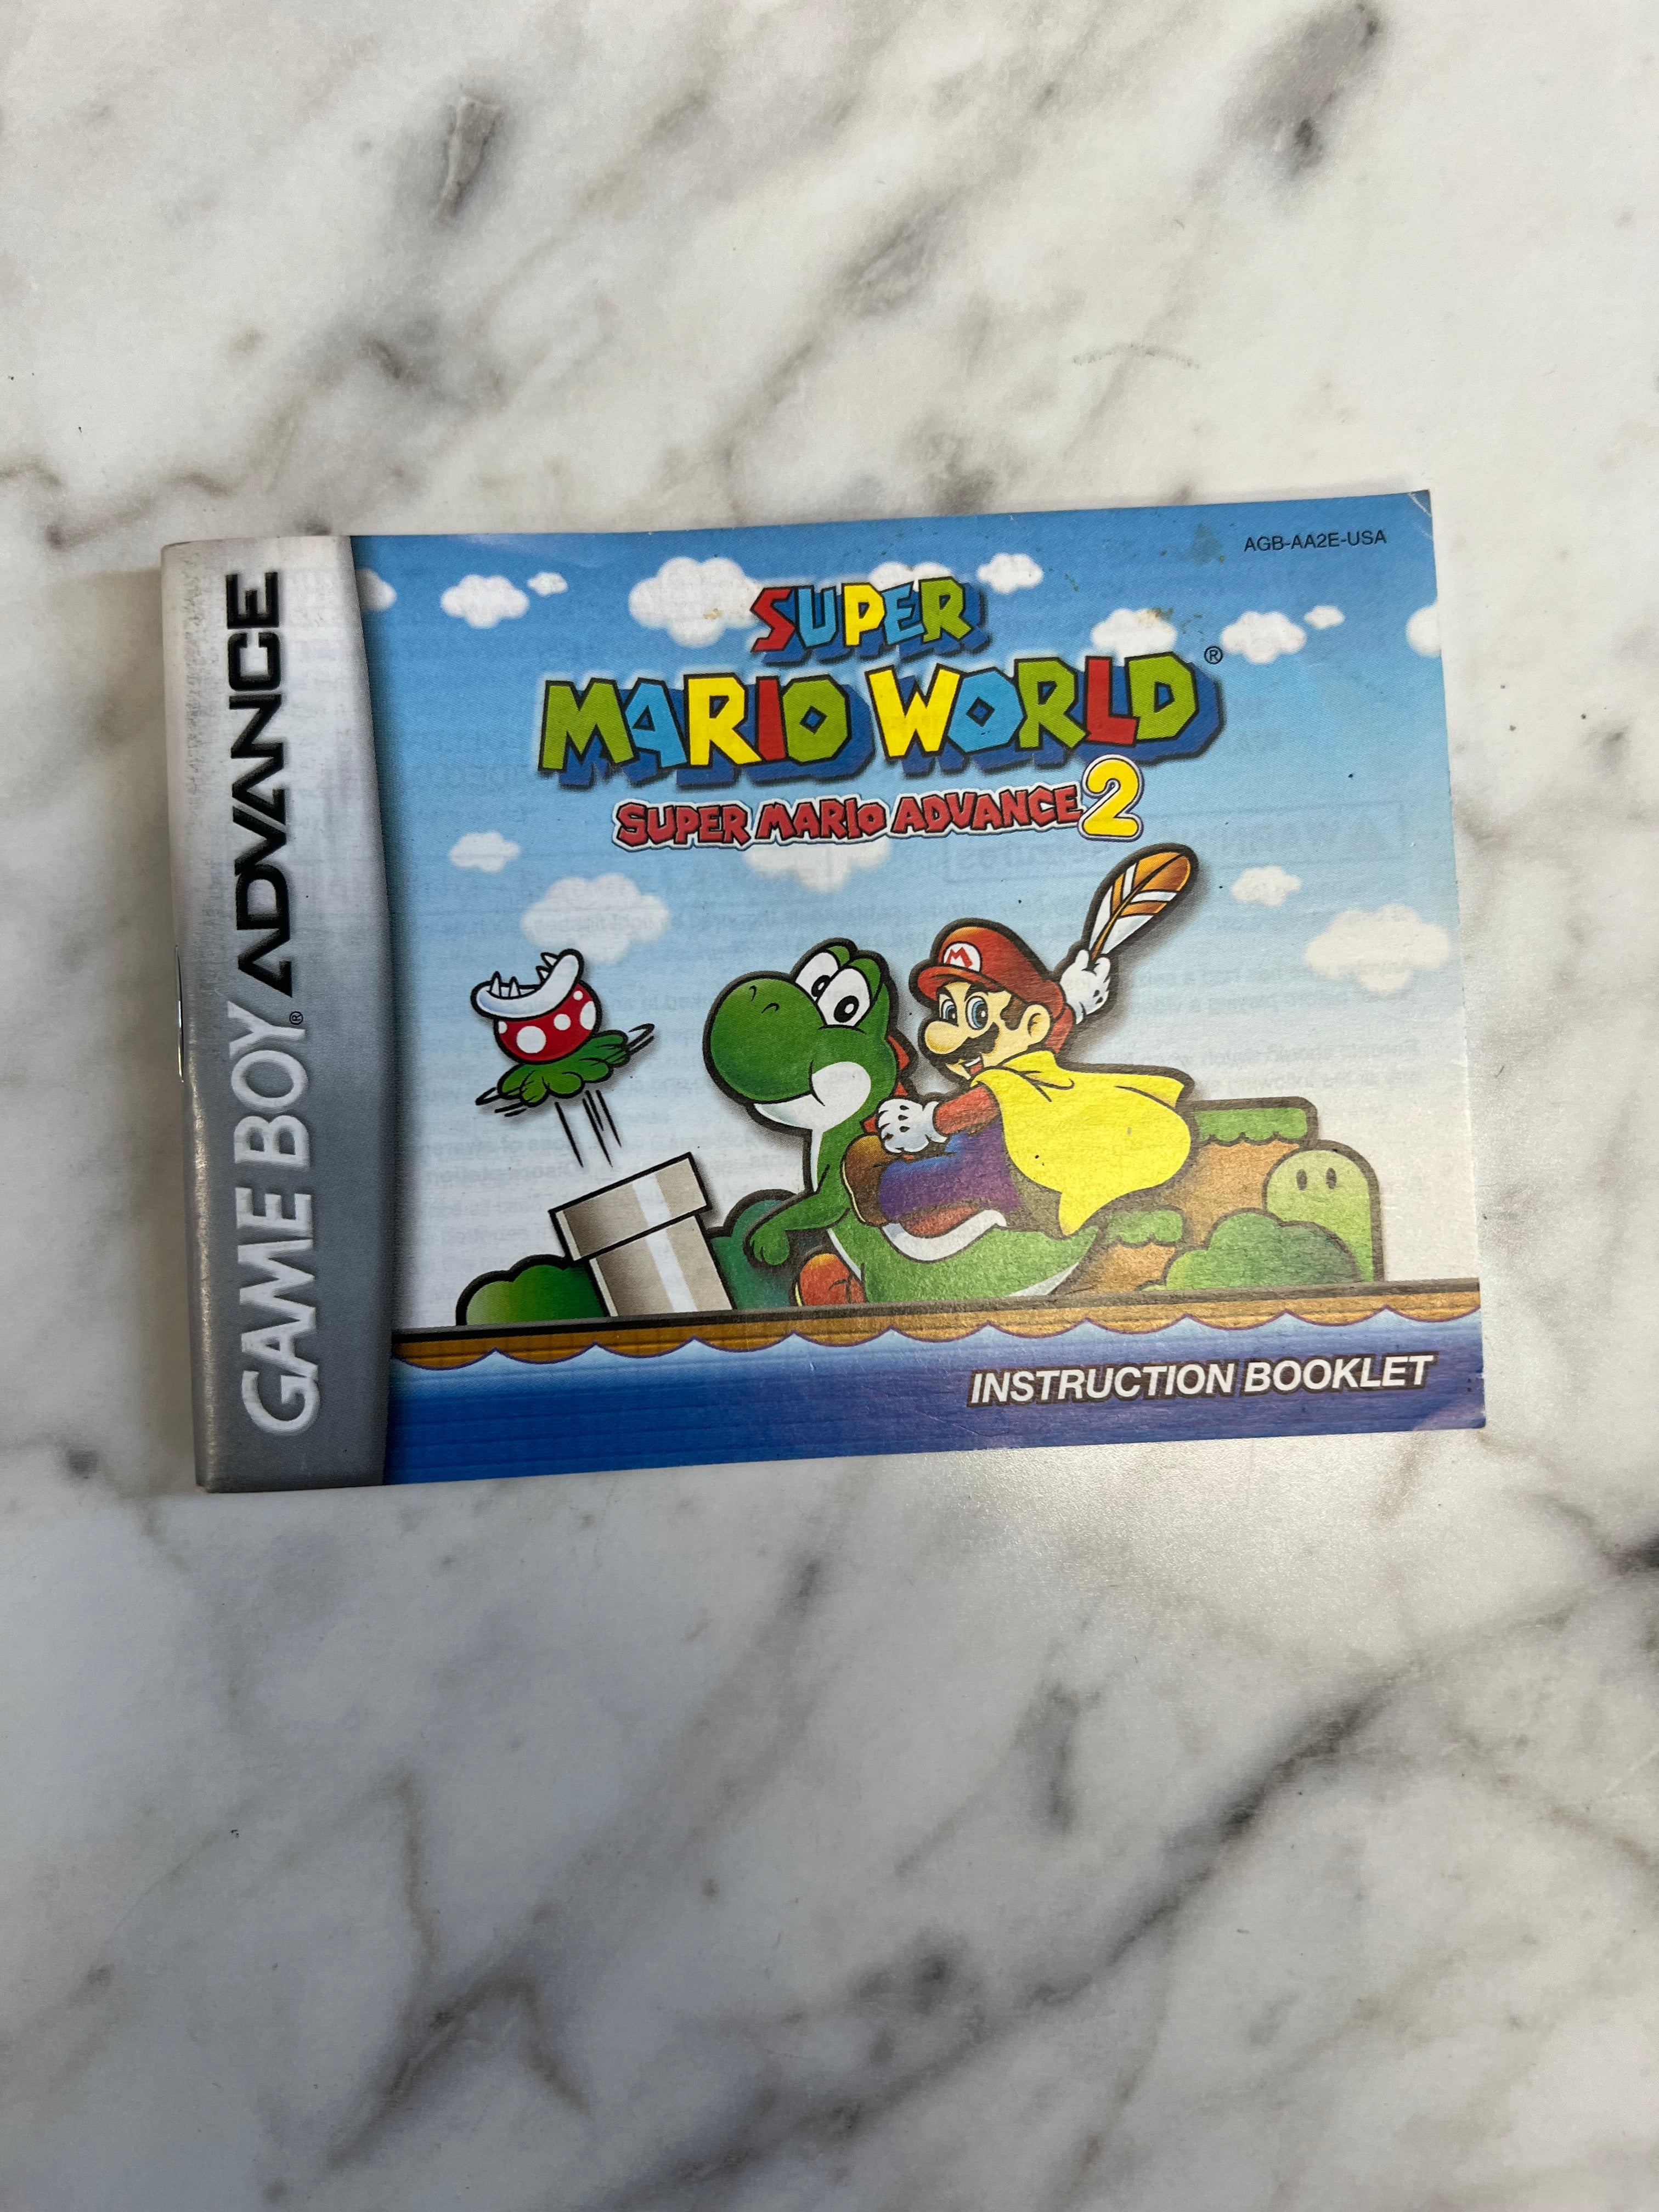 GAME BOY® ADVANCE
AGB-AA2E-USA
SUPER
MARIO WORLD®
SUPER MARIO ADVANCE 2
M
INSTRUCTION BOOKLET